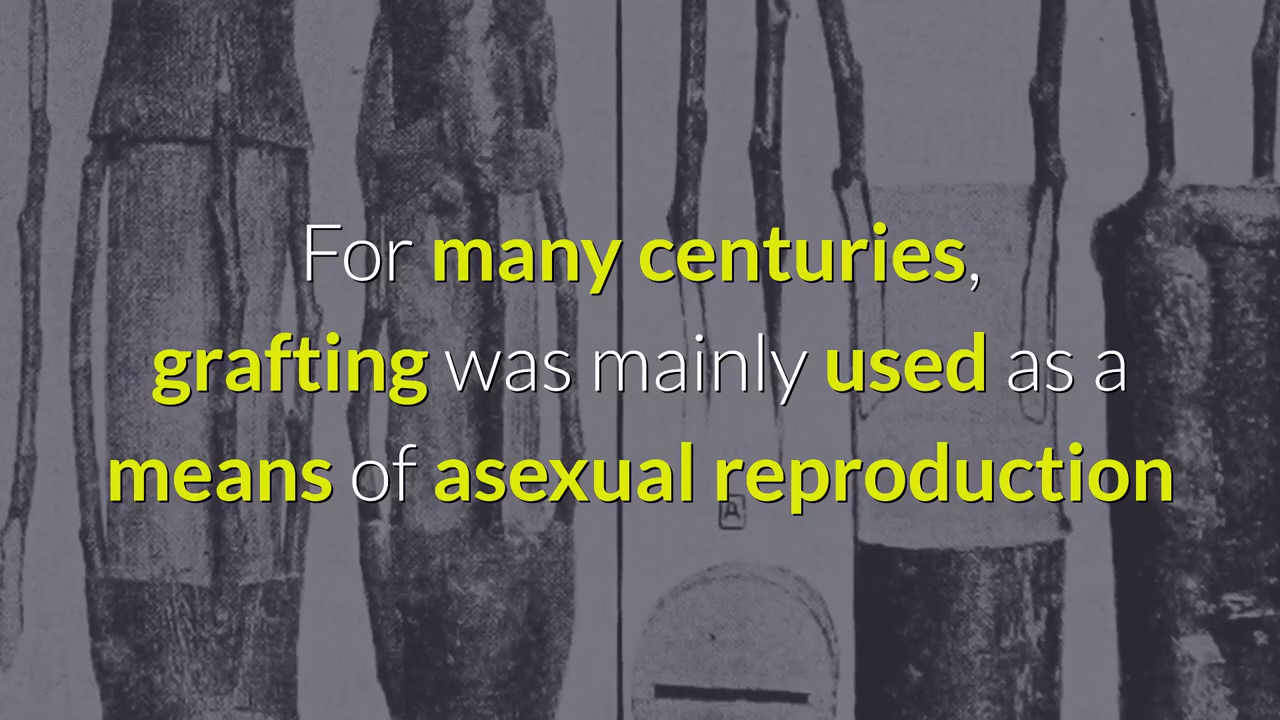 For many centuries,
grafting was mainly used as a
means of asexual reproduction
A